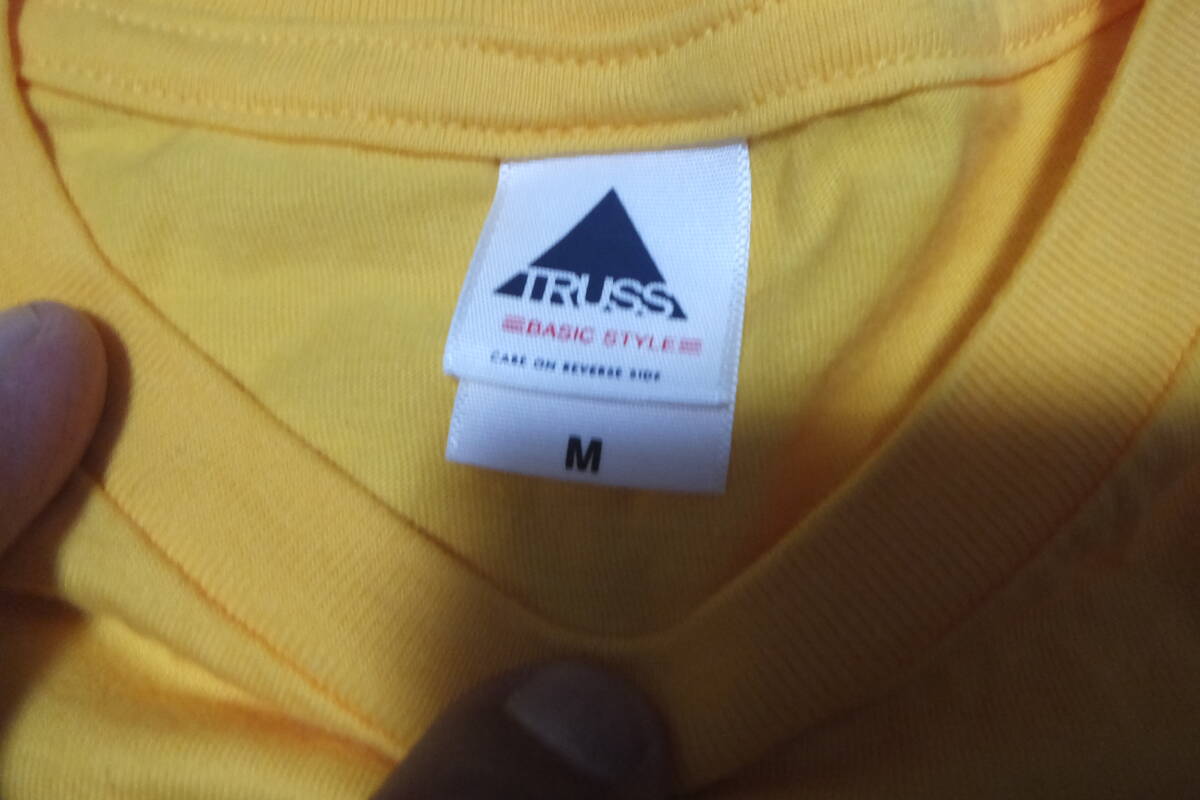 TRUSS
BASIC STYLE
CARE ON REVERSE SIDE
M